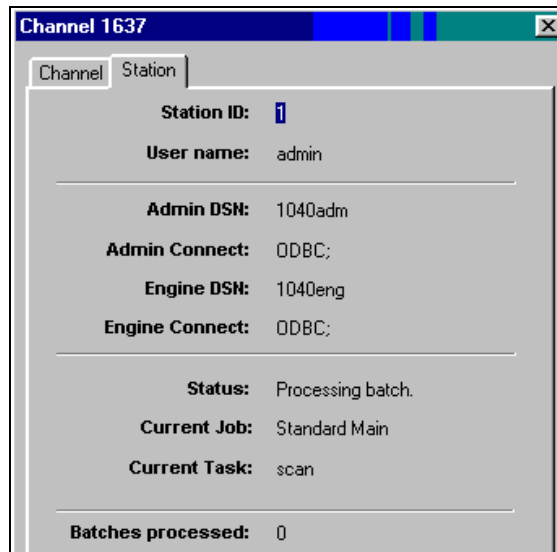 Channel 1637
Channel Station
Station ID: 1
User name: admin
Admin DSN: 1040adm
Admin Connect: ODBC;
Engine DSN: 1040eng
Engine Connect: ODBC;
Status: Processing batch.
Current Job: Standard Main
Current Task: scan
Batches processed: 0